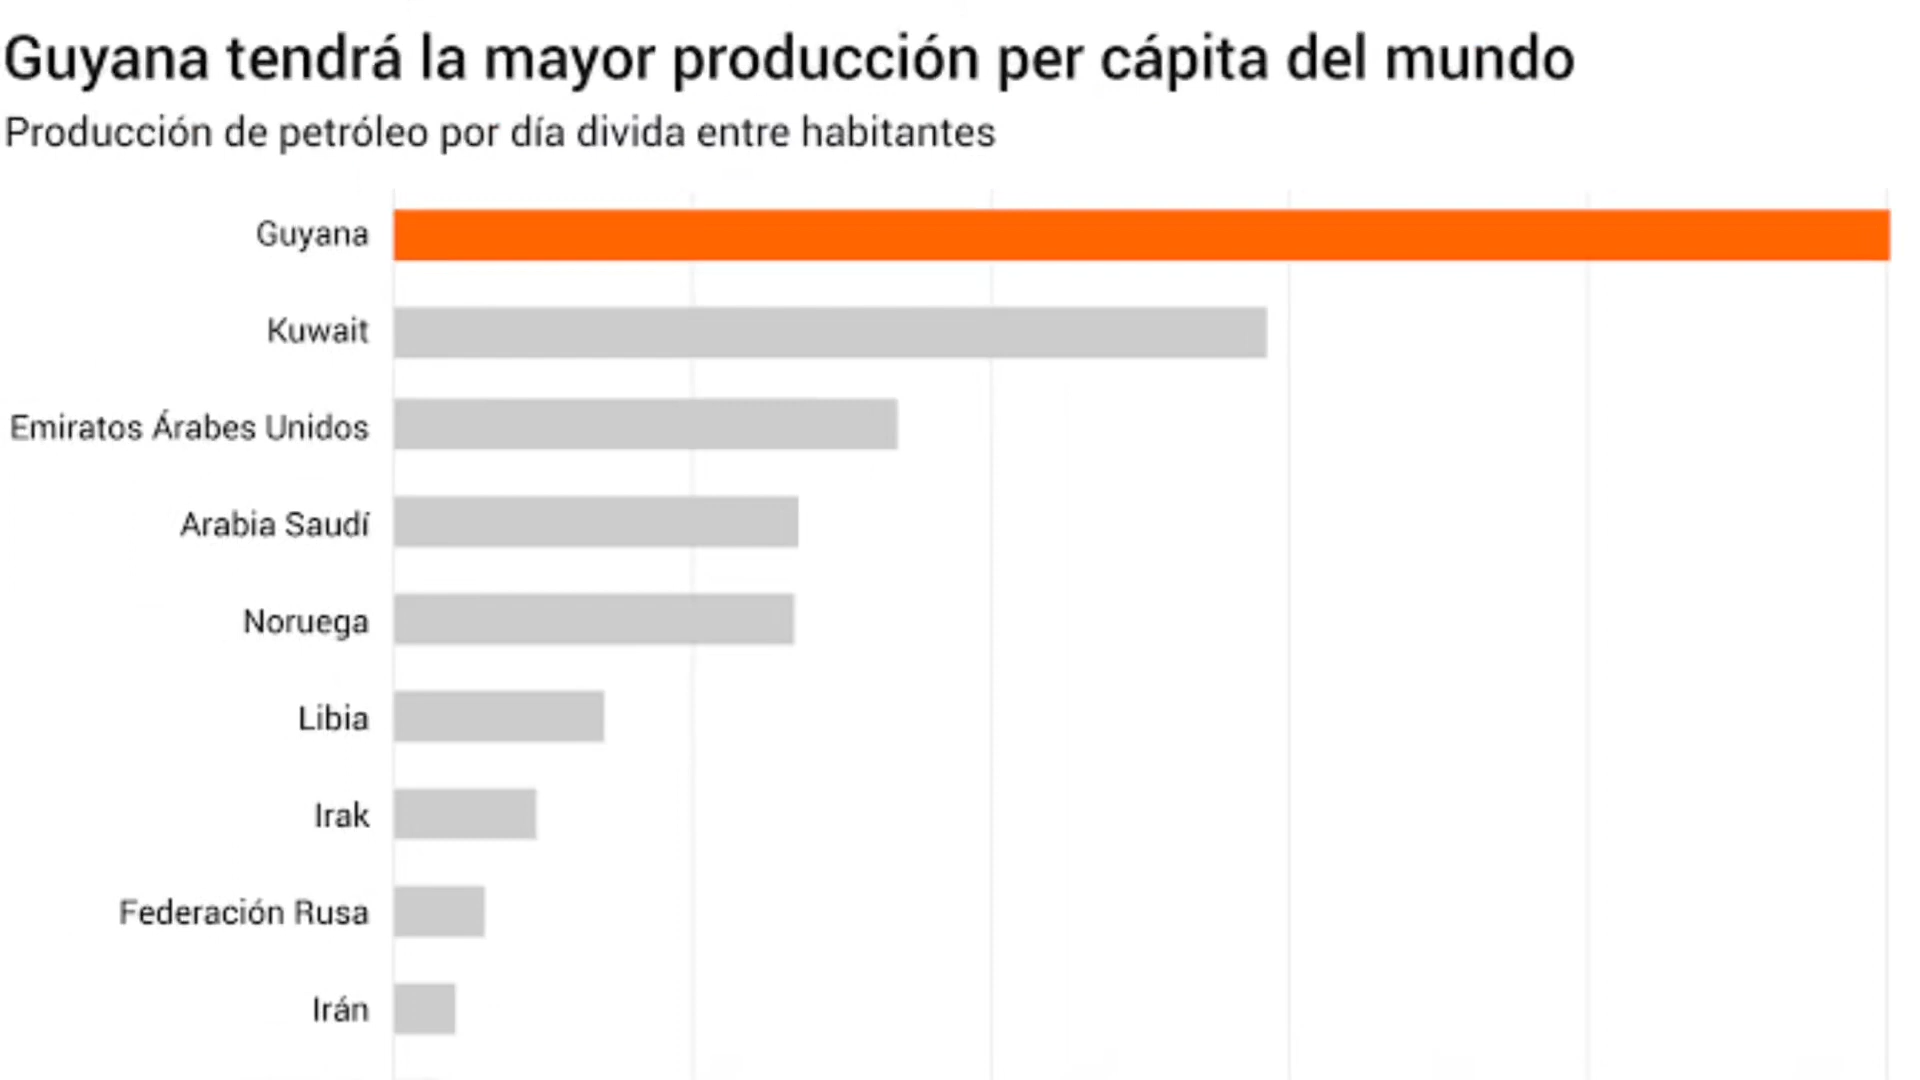 Guyana tendrá la mayor producción per cápita del mundo
Producción de petróleo por día divida entre habitantes
Guyana
Kuwait
Emiratos Árabes Unidos
Arabia Saudí
Noruega
Libia
Irak
Federación Rusa
Irán